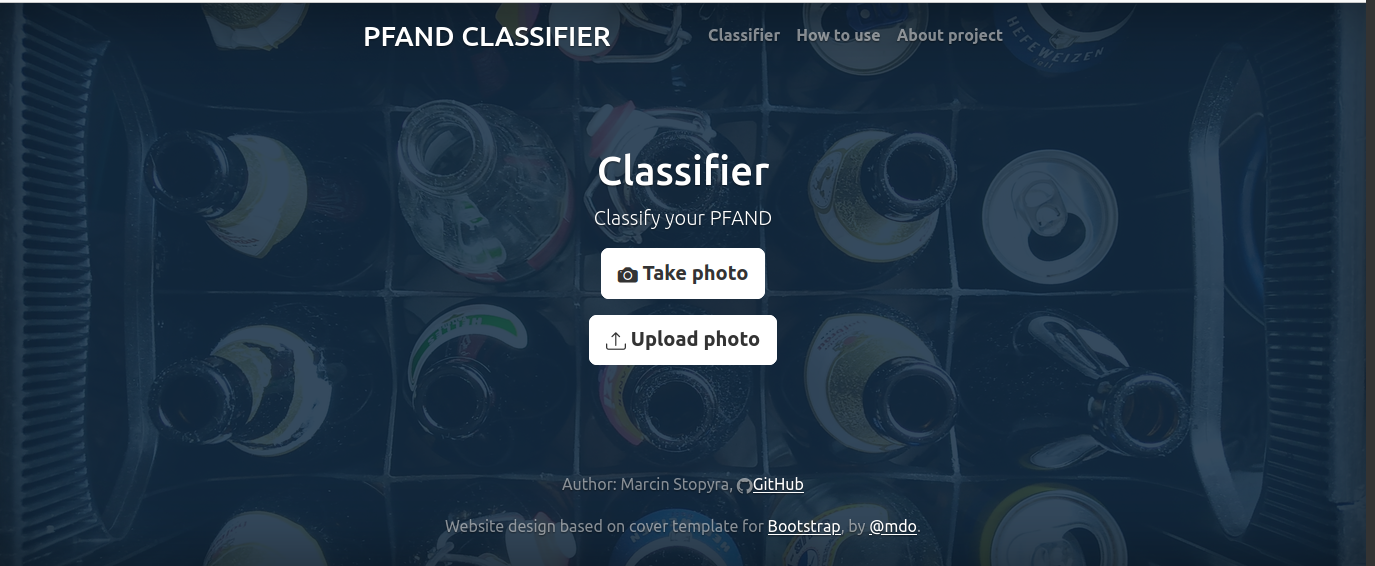 PFAND CLASSIFIER
Classifier How to use About project
HEFEWEIZEN
Classifier
Classify your PFAND
Take photo
Upload photo
Author: Marcin Stopyra, GitHub
Website design based on cover template for Bootstrap, by @mdo.